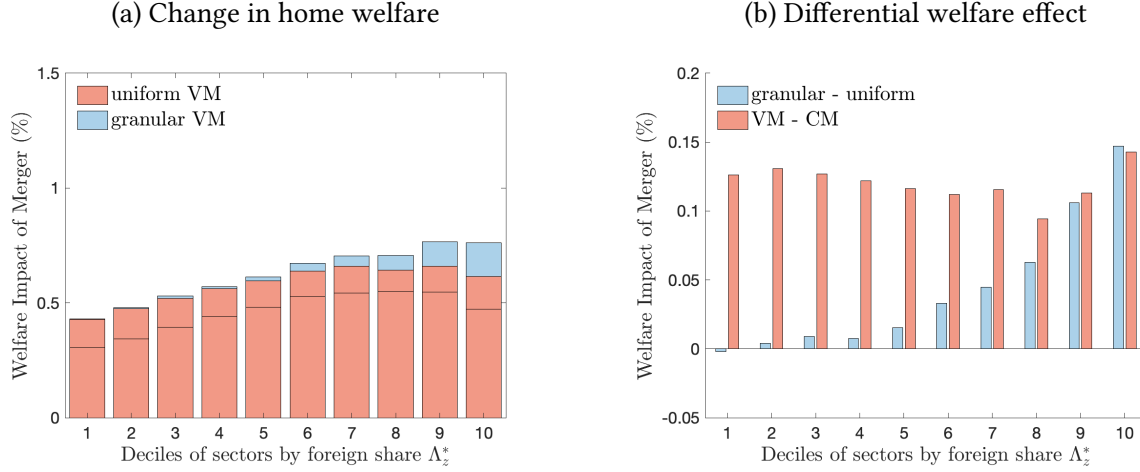 (a) Change in home welfare
Welfare Impact of Merger (%)
1.5
1
0.5
0
uniform VM
granular VM
1 2 3 4 5 6 7 8 9 10
Deciles of sectors by foreign share Λ*z
(b) Differential welfare effect
Welfare Impact of Merger (%)
0.2
0.15
0.1
0.05
0
-0.05
granular - uniform
VM - CM
1 2 3 4 5 6 7 8 9 10
Deciles of sectors by foreign share Λ*z